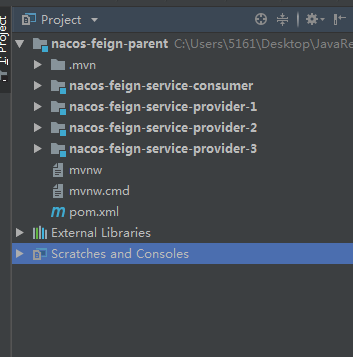 1: Project
Project
nacos-feign-parent C:\Users\5161\Desktop\JavaRe
.mvn
nacos-feign-service-consumer
nacos-feign-service-provider-1
nacos-feign-service-provider-2
nacos-feign-service-provider-3
mvnw
mvnw.cmd
pom.xml
External Libraries
Scratches and Consoles